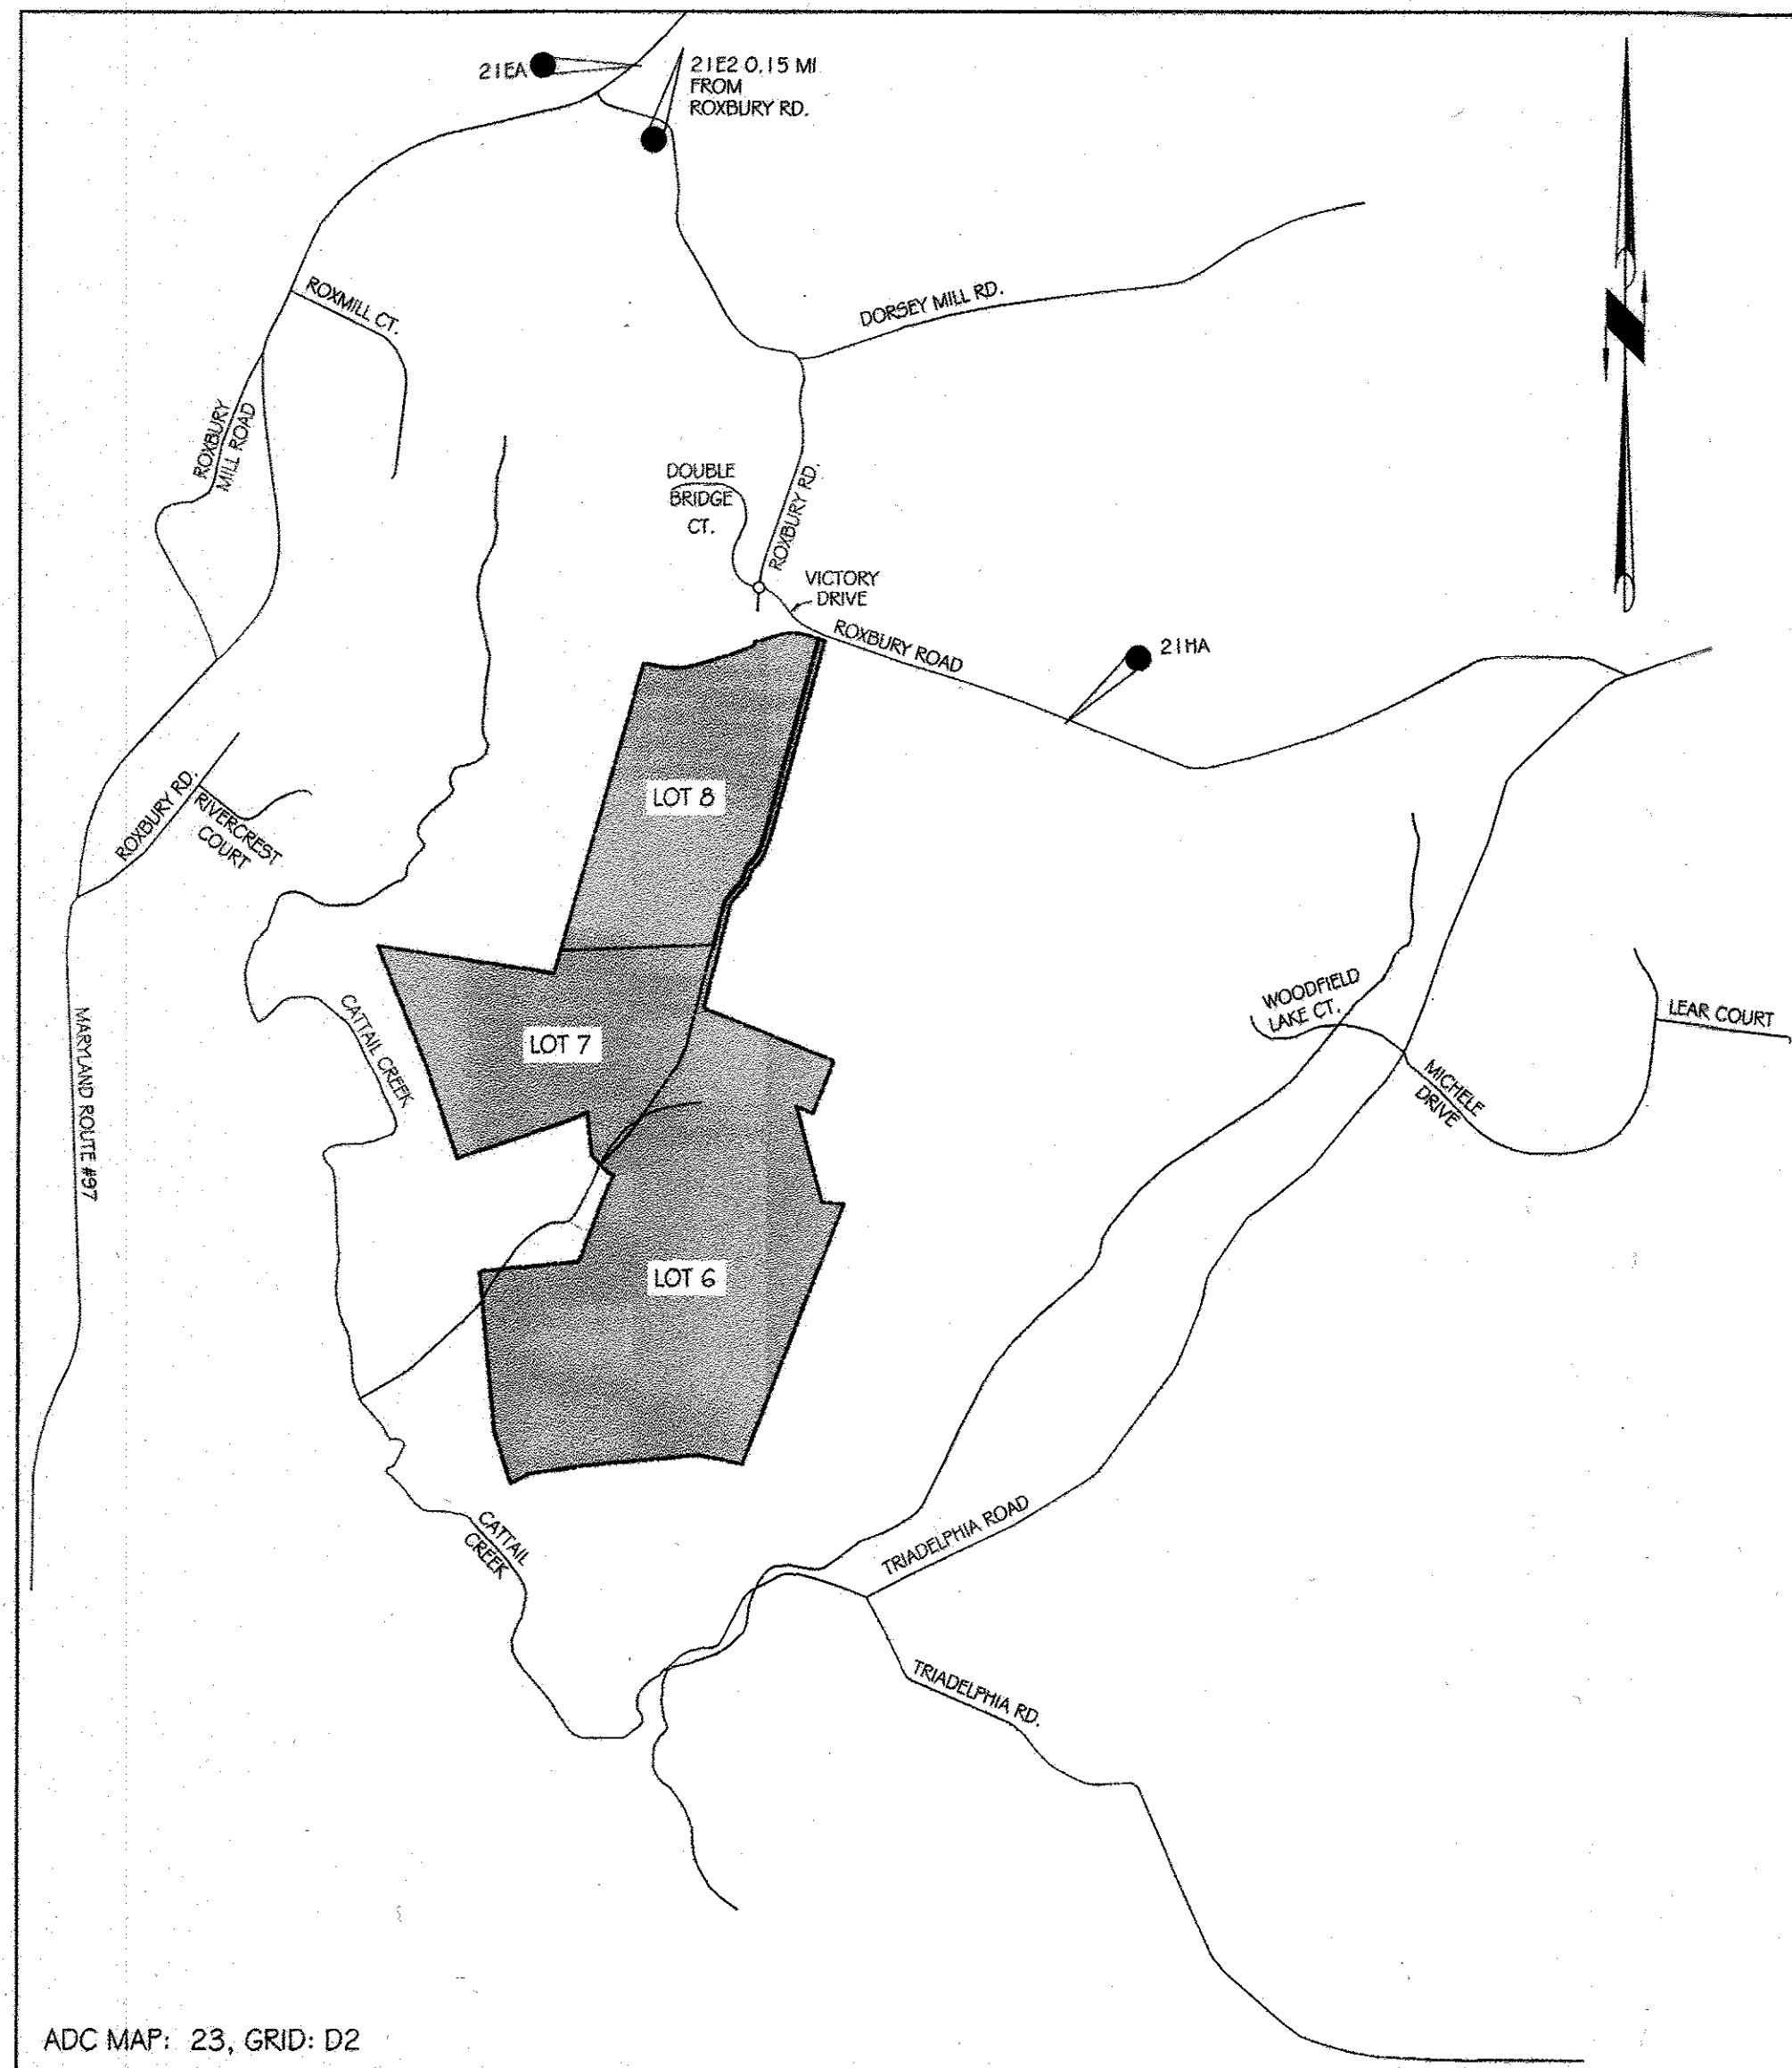 21EA
21E2 0.15 MI
FROM
ROXBURY RD.
ROXMILL CT.
DORSEY MILL RD.
ROXBURY
MILL ROAD
DOUBLE
BRIDGE
CT.
ROXBURY RD.
VICTORY
DRIVE
ROXBURY ROAD
21HA
LOT 8
ROXBURY RD.
RIVERCREST
COURT
CATTAIL CREEK
MARYLAND ROUTE #97
LOT 7
WOODFIELD
LAKE CT.
LEAR COURT
MICHELE
DRIVE
LOT 6
CATTAIL
CREEK
TRIADELPHIA ROAD
TRIADELPHIA RD.
ADC MAP: 23, GRID: D2